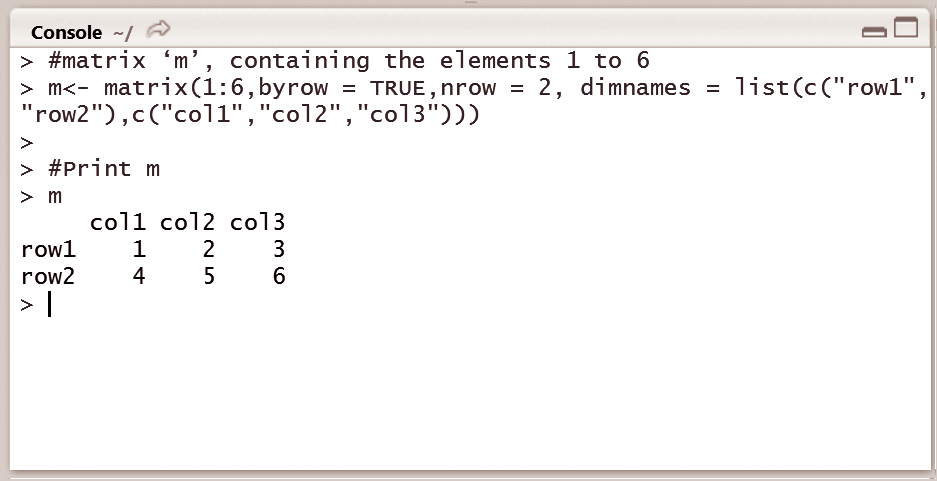 Console ~/
> #matrix ‘m’, containing the elements 1 to 6
> m<- matrix(1:6,byrow = TRUE,nrow = 2, dimnames = list(c("row1",
"row2"),c("col1","col2","col3")))
>
> #Print m
> m
     col1 col2 col3
row1    1    2    3
row2    4    5    6
>